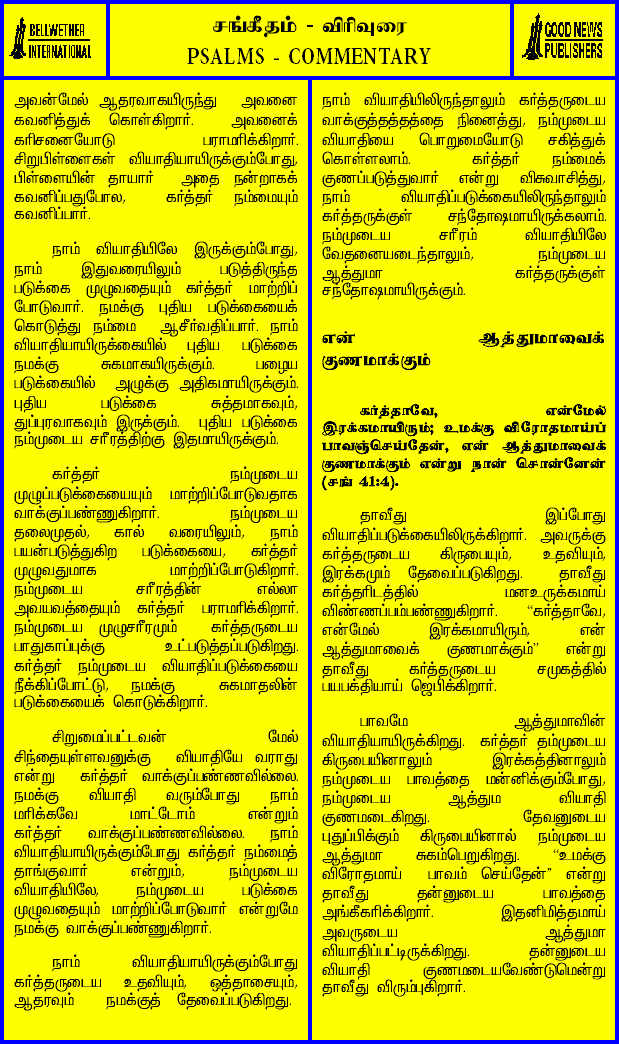 BELLWETHER
INTERNATIONAL
சங்கீதம் - விரிவுரை
PSALMS - COMMENTARY
GOOD NEWS
PUBLISHERS
அவன்மேல் ஆதரவாகயிருந்து அவனை
கவனித்துக் கொள்கிறார். அவனைக்
கரிசனையோடு பராமரிக்கிறார்.
சிறுபிள்ளைகள் வியாதியாயிருக்கும்போது,
பிள்ளையின் தாயார் அதை நன்றாகக்
கவனிப்பதுபோல, கர்த்தர் நம்மையும்
கவனிப்பார்.
நாம் வியாதியிலே இருக்கும்போது,
நாம் இதுவரையிலும் படுத்திருந்த
படுக்கை முழுவதையும் கர்த்தர் மாற்றிப்
போடுவார். நமக்கு புதிய படுக்கையைக்
கொடுத்து நம்மை ஆசீர்வதிப்பார். நாம்
வியாதியாயிருக்கையில் புதிய படுக்கை
நமக்கு சுகமாகயிருக்கும். பழைய
படுக்கையில் அழுக்கு அதிகமாயிருக்கும்.
புதிய படுக்கை சுத்தமாகவும்,
துப்புரவாகவும் இருக்கும். புதிய படுக்கை
நம்முடைய சரீரத்திற்கு இதமாயிருக்கும்.
கர்த்தர் நம்முடைய
முழுப்படுக்கையையும் மாற்றிப்போடுவதாக
வாக்குப்பண்ணுகிறார். நம்முடைய
தலைமுதல், கால் வரையிலும், நாம்
பயன்படுத்துகிற படுக்கையை, கர்த்தர்
முழுவதுமாக மாற்றிப்போடுகிறார்.
நம்முடைய சரீரத்தின் எல்லா
அவயவத்தையும் கர்த்தர் பராமரிக்கிறார்.
நம்முடைய முழுசரீரமும் கர்த்தருடைய
பாதுகாப்புக்கு உட்படுத்தப்படுகிறது.
கர்த்தர் நம்முடைய வியாதிப்படுக்கையை
நீக்கிப்போட்டு, நமக்கு சுகமாதலின்
படுக்கையைக் கொடுக்கிறார்.
சிறுமைப்பட்டவன் மேல்
சிந்தையுள்ளவனுக்கு வியாதியே வராது
என்று கர்த்தர் வாக்குப்பண்ணவில்லை.
நமக்கு வியாதி வரும்போது நாம்
மரிக்கவே மாட்டோம் என்றும்
கர்த்தர் வாக்குப்பண்ணவில்லை. நாம்
வியாதியாயிருக்கும்போது கர்த்தர் நம்மைத்
தாங்குவார் என்றும், நம்முடைய
வியாதியிலே, நம்முடைய படுக்கை
முழுவதையும் மாற்றிப்போடுவார் என்றுமே
நமக்கு வாக்குப்பண்ணுகிறார்.
நாம் வியாதியாயிருக்கும்போது
கர்த்தருடைய உதவியும், ஒத்தாசையும்,
ஆதரவும் நமக்குத் தேவைப்படுகிறது.
நாம் வியாதியிலிருந்தாலும் கர்த்தருடைய
வாக்குத்தத்தத்தை நினைத்து, நம்முடைய
வியாதியை பொறுமையோடு சகித்துக்
கொள்ளலாம். கர்த்தர் நம்மைக்
குணப்படுத்துவார் என்று விசுவாசித்து,
நாம் வியாதிப்படுக்கையிலிருந்தாலும்
கர்த்தருக்குள் சந்தோஷமாயிருக்கலாம்.
நம்முடைய சரீரம் வியாதியிலே
வேதனையடைந்தாலும், நம்முடைய
ஆத்துமா கர்த்தருக்குள்
சந்தோஷமாயிருக்கும்.
என் ஆத்துமாவைக்
குணமாக்கும்
கர்த்தாவே, என்மேல்
இரக்கமாயிரும்; உமக்கு விரோதமாய்ப்
பாவஞ்செய்தேன், என் ஆத்துமாவைக்
குணமாக்கும் என்று நான் சொன்னேன்
(சங் 41:4).
தாவீது இப்போது
வியாதிப்படுக்கையிலிருக்கிறார். அவருக்கு
கர்த்தருடைய கிருபையும், உதவியும்,
இரக்கமும் தேவைப்படுகிறது. தாவீது
கர்த்தரிடத்தில் மனஉருக்கமாய்
விண்ணப்பம்பண்ணுகிறார். “கர்த்தாவே,
என்மேல் இரக்கமாயிரும், என்
ஆத்துமாவைக் குணமாக்கும்” என்று
தாவீது கர்த்தருடைய சமுகத்தில்
பயபக்தியாய் ஜெபிக்கிறார்.
பாவமே ஆத்துமாவின்
வியாதியாயிருக்கிறது. கர்த்தர் தம்முடைய
கிருபையினாலும் இரக்கத்தினாலும்
நம்முடைய பாவத்தை மன்னிக்கும்போது,
நம்முடைய ஆத்தும வியாதி
குணமடைகிறது. தேவனுடைய
புதுப்பிக்கும் கிருபையினால் நம்முடைய
ஆத்துமா சுகம்பெறுகிறது. “உமக்கு
விரோதமாய் பாவம் செய்தேன்” என்று
தாவீது தன்னுடைய பாவத்தை
அங்கீகரிக்கிறார். இதனிமித்தமாய்
அவருடைய ஆத்துமா
வியாதிப்பட்டிருக்கிறது. தன்னுடைய
வியாதி குணமடையவேண்டுமென்று
தாவீது விரும்புகிறார்.